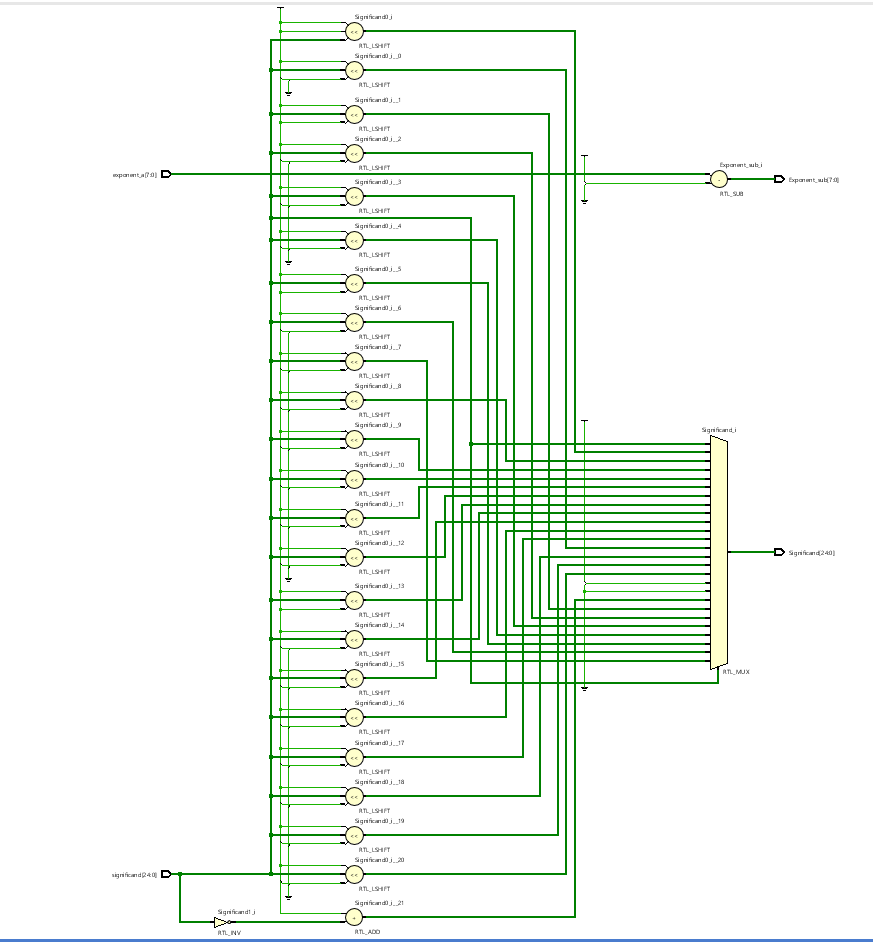 Significand0_i
<<
RTL_LSHIFT
Significand0_i__0
<<
RTL_LSHIFT
Significand0_i__1
<<
RTL_LSHIFT
Significand0_i__2
<<
RTL_LSHIFT
exponent_a[7:0]
Exponent_sub_i
-
Exponent_sub[7:0]
RTL_SUB
Significand0_i__3
<<
RTL_LSHIFT
Significand0_i__4
<<
RTL_LSHIFT
Significand0_i__5
<<
RTL_LSHIFT
Significand0_i__6
<<
RTL_LSHIFT
Significand0_i__7
<<
RTL_LSHIFT
Significand0_i__8
<<
RTL_LSHIFT
Significand0_i__9
<<
RTL_LSHIFT
Significand_i
Significand0_i__10
<<
RTL_LSHIFT
Significand0_i__11
<<
RTL_LSHIFT
Significand0_i__12
<<
RTL_LSHIFT
Significand[24:0]
Significand0_i__13
<<
RTL_LSHIFT
Significand0_i__14
<<
RTL_LSHIFT
Significand0_i__15
<<
RTL_LSHIFT
RTL_MUX
Significand0_i__16
<<
RTL_LSHIFT
Significand0_i__17
<<
RTL_LSHIFT
Significand0_i__18
<<
RTL_LSHIFT
Significand0_i__19
<<
RTL_LSHIFT
Significand0_i__20
<<
RTL_LSHIFT
significand[24:0]
Significand0_i__21
+
RTL_ADD
Significand1_i
RTL_INV